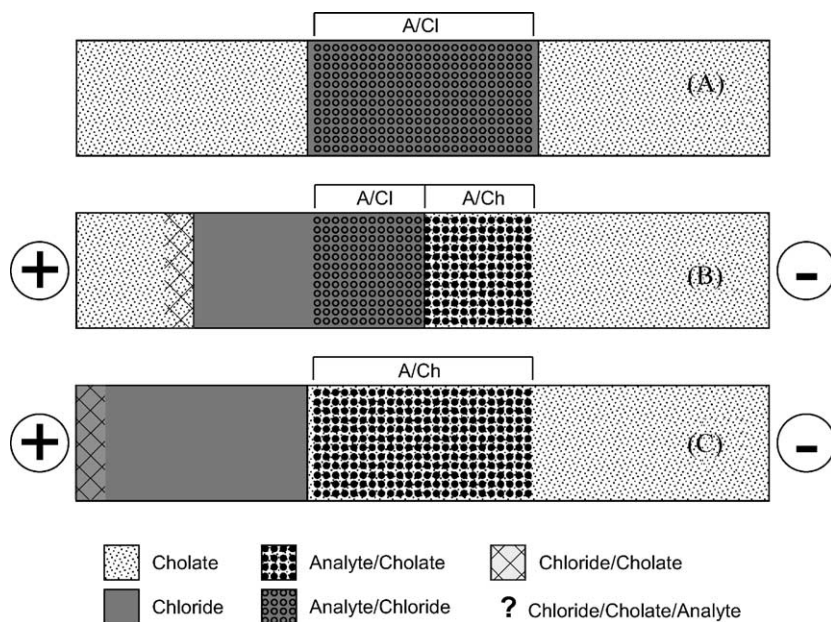 A/Cl
(A)
A/Cl A/Ch
+ (B) -
A/Ch
+ (C) -
Cholate Analyte/Cholate Chloride/Cholate
Chloride Analyte/Chloride ? Chloride/Cholate/Analyte